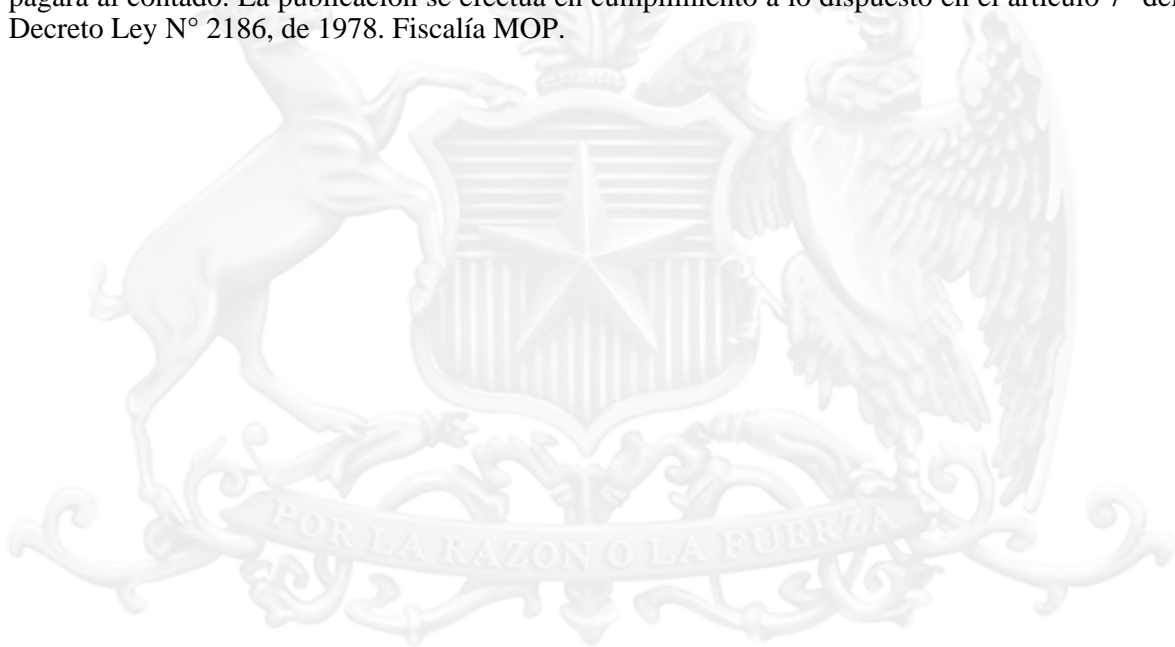 pagará al contado. La publicación se efectúa en cumplimiento a lo dispuesto en el artículo 7° del
Decreto Ley N° 2186, de 1978. Fiscalía MOP.
POR LA RAZON O LA FUERZA